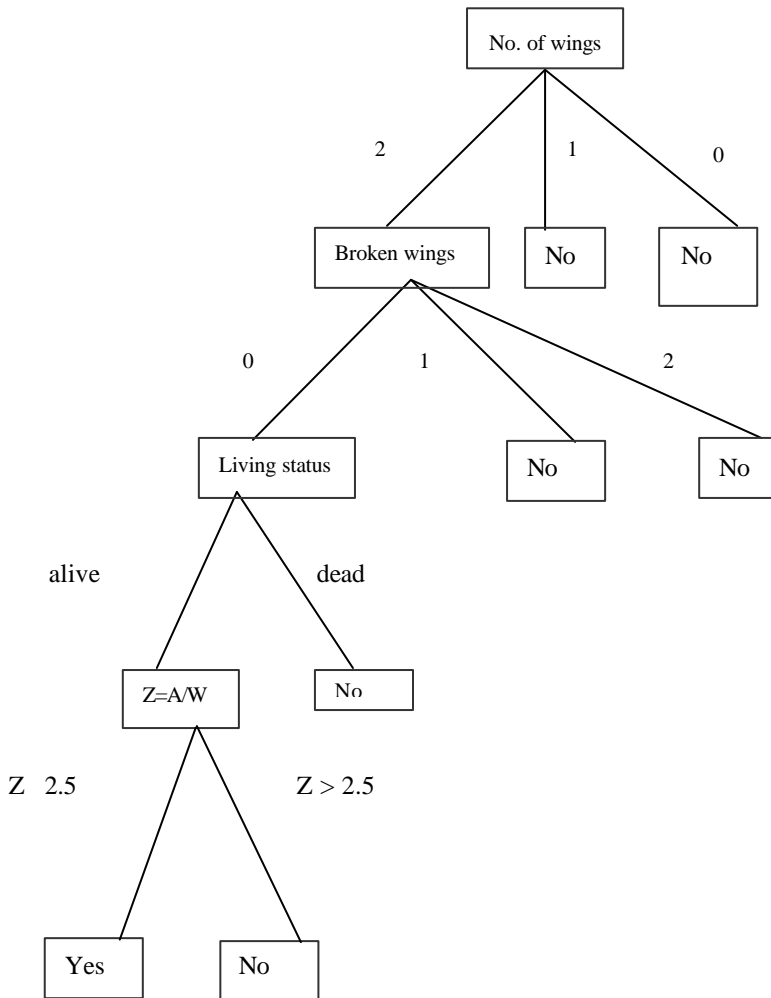 No. of wings
2
1
0
Broken wings
No
No
0
1
2
Living status
No
No
alive
dead
Z=A/W
No
Z 2.5
Z > 2.5
Yes
No